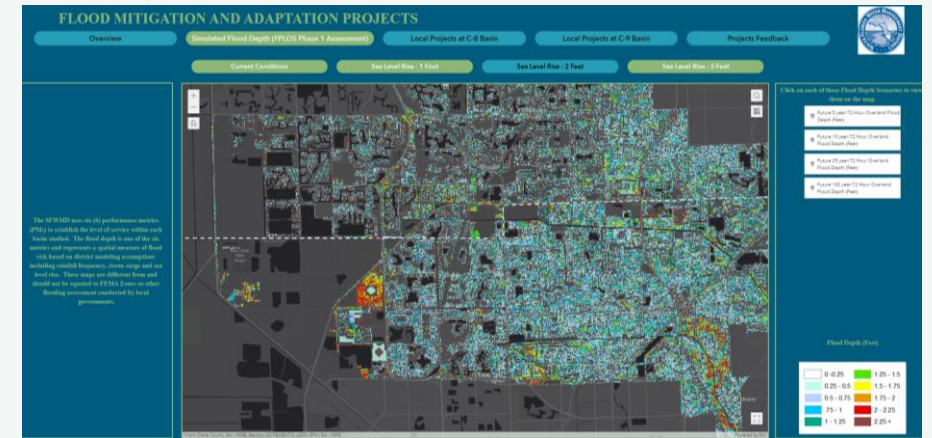 FLOOD MITIGATION AND ADAPTATION PROJECTS
Overview
Simulated Flood Depth (FPLOS Phase 1 Assessment)
Local Projects at C-8 Basin
Local Projects at C-9 Basin
Projects Feedback
Current Conditions
Sea Level Rise - 1 Foot
Sea Level Rise - 2 Feet
Sea Level Rise - 3 Feet
The SFWMD uses six (6) performance metrics
(PMs) to establish the level of service within each
basin studied. The flood depth is one of the six
metrics and represents a spatial measure of flood
risk based on district modeling assumptions
including rainfall frequency, storm surge and sea
level rise. These maps are different from and
should not be equated to FEMA Zones or other
flooding assessment conducted by local
governments.
Click on each of these Flood Depth Scenarios to view
them on the map.
Future 5 year/72 Hour Overland Flood
Depth (Feet)
Future 10 year/72 Hour Overland
Flood Depth (Feet)
Future 25 year/72 Hour Overland
Flood Depth (Feet)
Future 100 year/72 Hour Overland
Flood Depth (Feet)
Flood Depth (Feet)
0 -0.25
0.25 - 0.5
0.5 - 0.75
.75 - 1
1 - 1.25
1.25 - 1.5
1.5 - 1.75
1.75 - 2
2 - 2.25
2.25 +